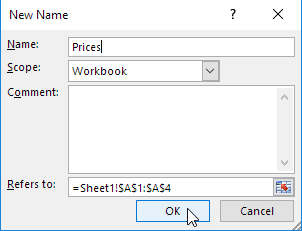 New Name
?
Name: Prices
Scope: Workbook
Comment:
Refers to: =Sheet1!$A$1:$A$4
OK Cancel